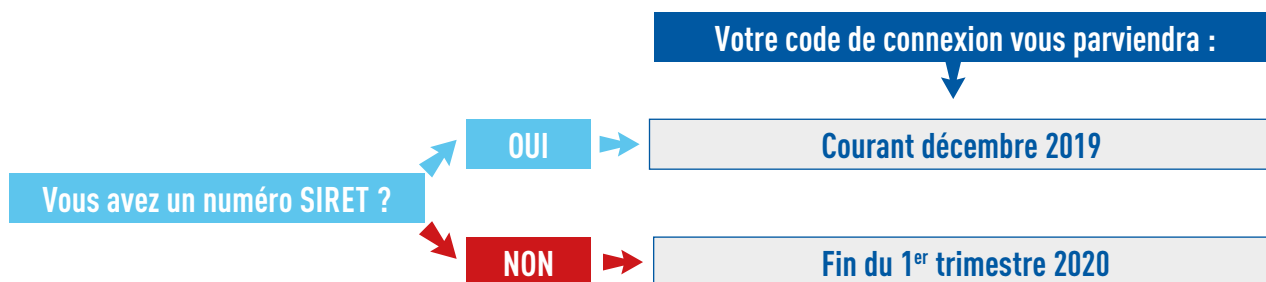 Votre code de connexion vous parviendra :
OUI
Courant décembre 2019
Vous avez un numéro SIRET ?
NON
Fin du 1er trimestre 2020